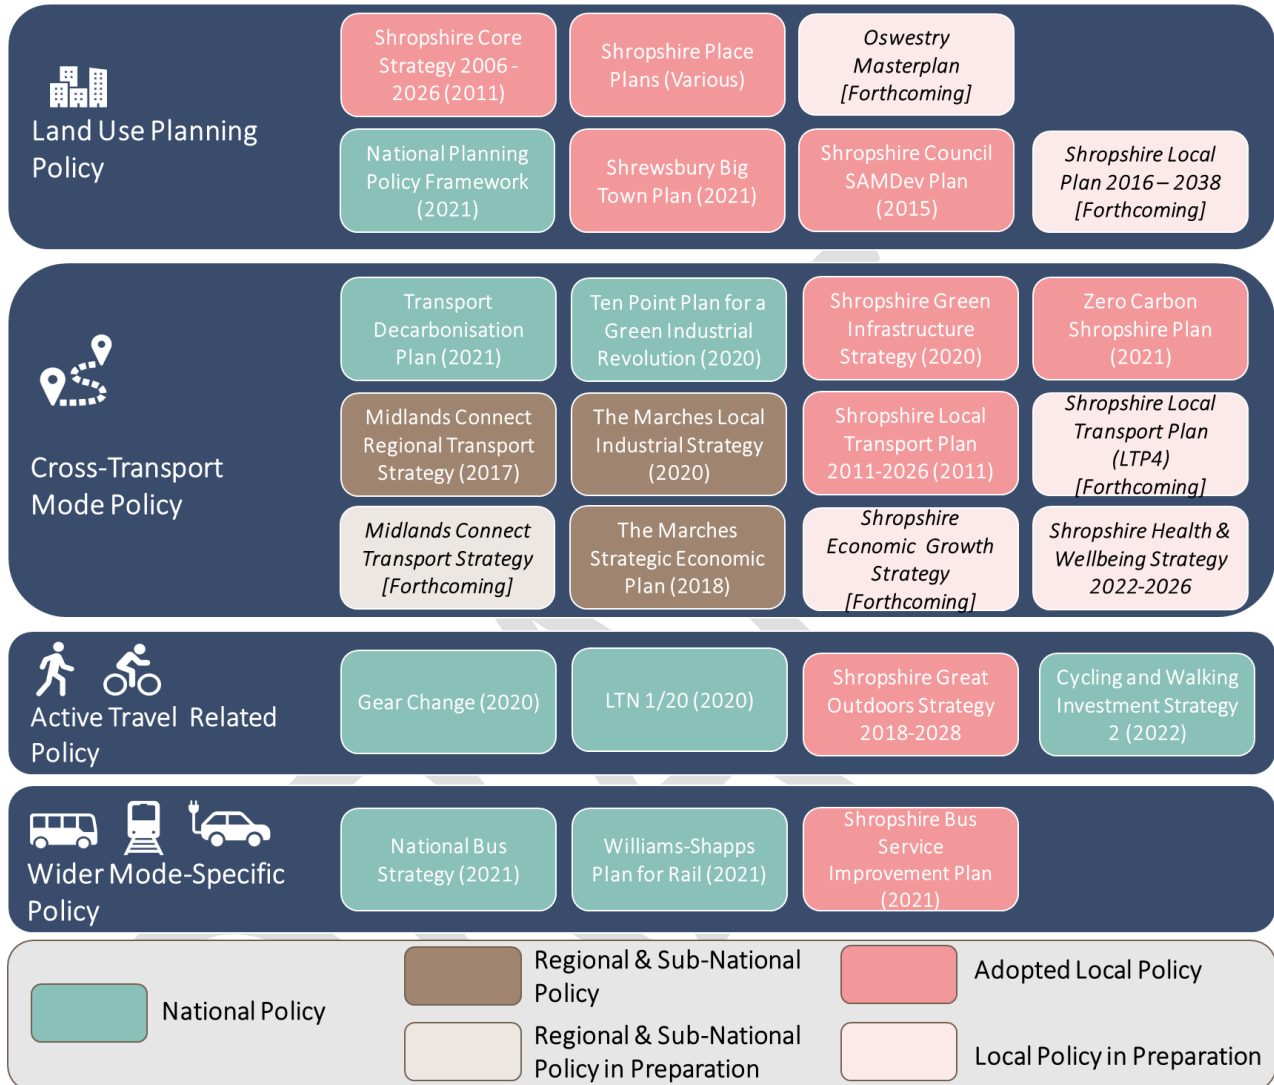 Land Use Planning
Policy
Shropshire Core
Strategy 2006 -
2026 (2011)
Shropshire Place
Plans (Various)
Oswestry
Masterplan
[Forthcoming]
National Planning
Policy Framework
(2021)
Shrewsbury Big
Town Plan (2021)
Shropshire Council
SAMDev Plan
(2015)
Shropshire Local
Plan 2016 – 2038
[Forthcoming]
Cross-Transport
Mode Policy
Transport
Decarbonisation
Plan (2021)
Ten Point Plan for a
Green Industrial
Revolution (2020)
Shropshire Green
Infrastructure
Strategy (2020)
Zero Carbon
Shropshire Plan
(2021)
Midlands Connect
Regional Transport
Strategy (2017)
The Marches Local
Industrial Strategy
(2020)
Shropshire Local
Transport Plan
2011-2026 (2011)
Shropshire Local
Transport Plan
(LTP4)
[Forthcoming]
Midlands Connect
Transport Strategy
[Forthcoming]
The Marches
Strategic Economic
Plan (2018)
Shropshire
Economic Growth
Strategy
[Forthcoming]
Shropshire Health &
Wellbeing Strategy
2022-2026
Active Travel Related
Policy
Gear Change (2020)
LTN 1/20 (2020)
Shropshire Great
Outdoors Strategy
2018-2028
Cycling and Walking
Investment Strategy
2 (2022)
Wider Mode-Specific
Policy
National Bus
Strategy (2021)
Williams-Shapps
Plan for Rail (2021)
Shropshire Bus
Service
Improvement Plan
(2021)
National Policy
Regional & Sub-National
Policy
Regional & Sub-National
Policy in Preparation
Adopted Local Policy
Local Policy in Preparation